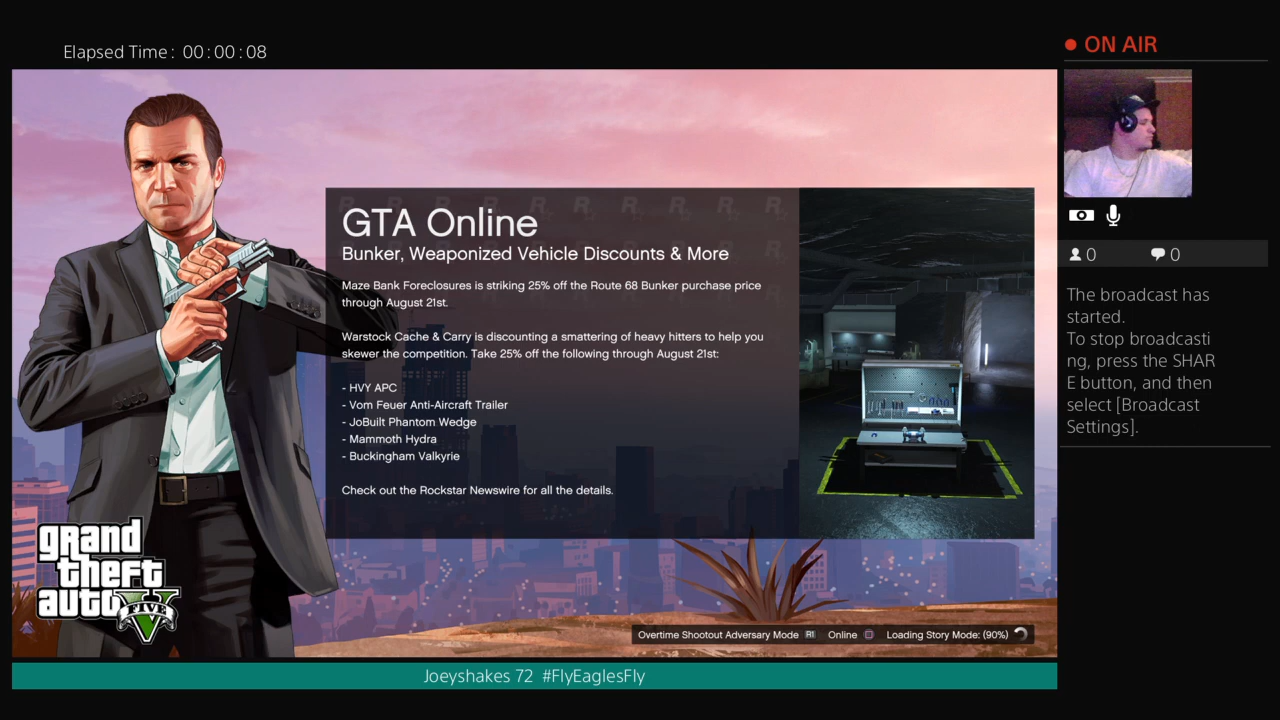 Elapsed Time: 00:00:08
ON AIR
GTA Online
Bunker, Weaponized Vehicle Discounts & More
Maze Bank Foreclosures is striking 25% off the Route 68 Bunker purchase price
through August 21st.
Warstock Cache & Carry is discounting a smattering of heavy hitters to help you
skewer the competition. Take 25% off the following through August 21st:
- HVY APC
- Vom Feuer Anti-Aircraft Trailer
- JoBuilt Phantom Wedge
- Mammoth Hydra
- Buckingham Valkyrie
Check out the Rockstar Newswire for all the details.
grand
theft
auto
FIVE
V
Overtime Shootout Adversary Mode R1 Online Loading Story Mode: (90%)
Joeyshakes 72 #FlyEaglesFly
0 0
The broadcast has
started.
To stop broadcasti
ng, press the SHAR
E button, and then
select [Broadcast
Settings].